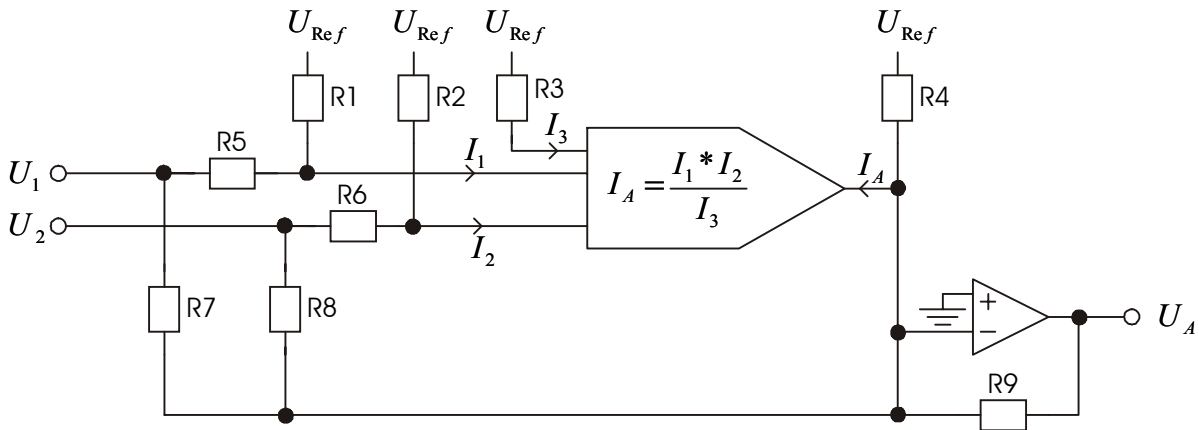 U_Ref U_Ref U_Ref U_Ref
R1 R2 R3 R4
I_3
R5
U_1 I_1
I_A = I_1 * I_2 / I_3
I_A
R6
U_2 I_2
R7 R8
+
−
U_A
R9